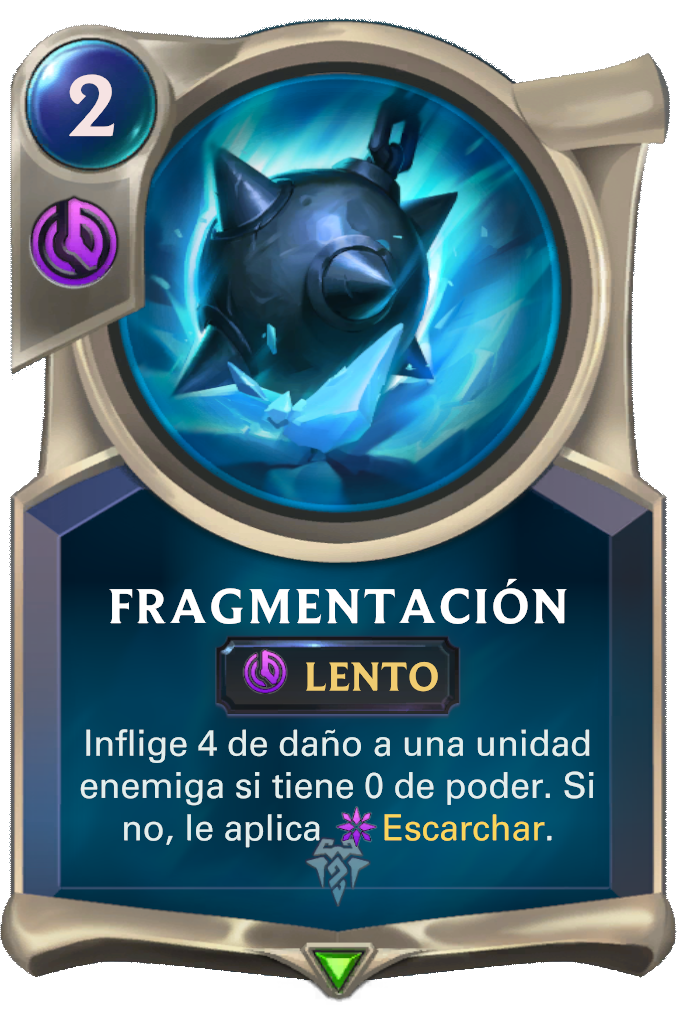 2
FRAGMENTACIÓN
LENTO
Inflige 4 de daño a una unidad
enemiga si tiene 0 de poder. Si
no, le aplica Escarchar.